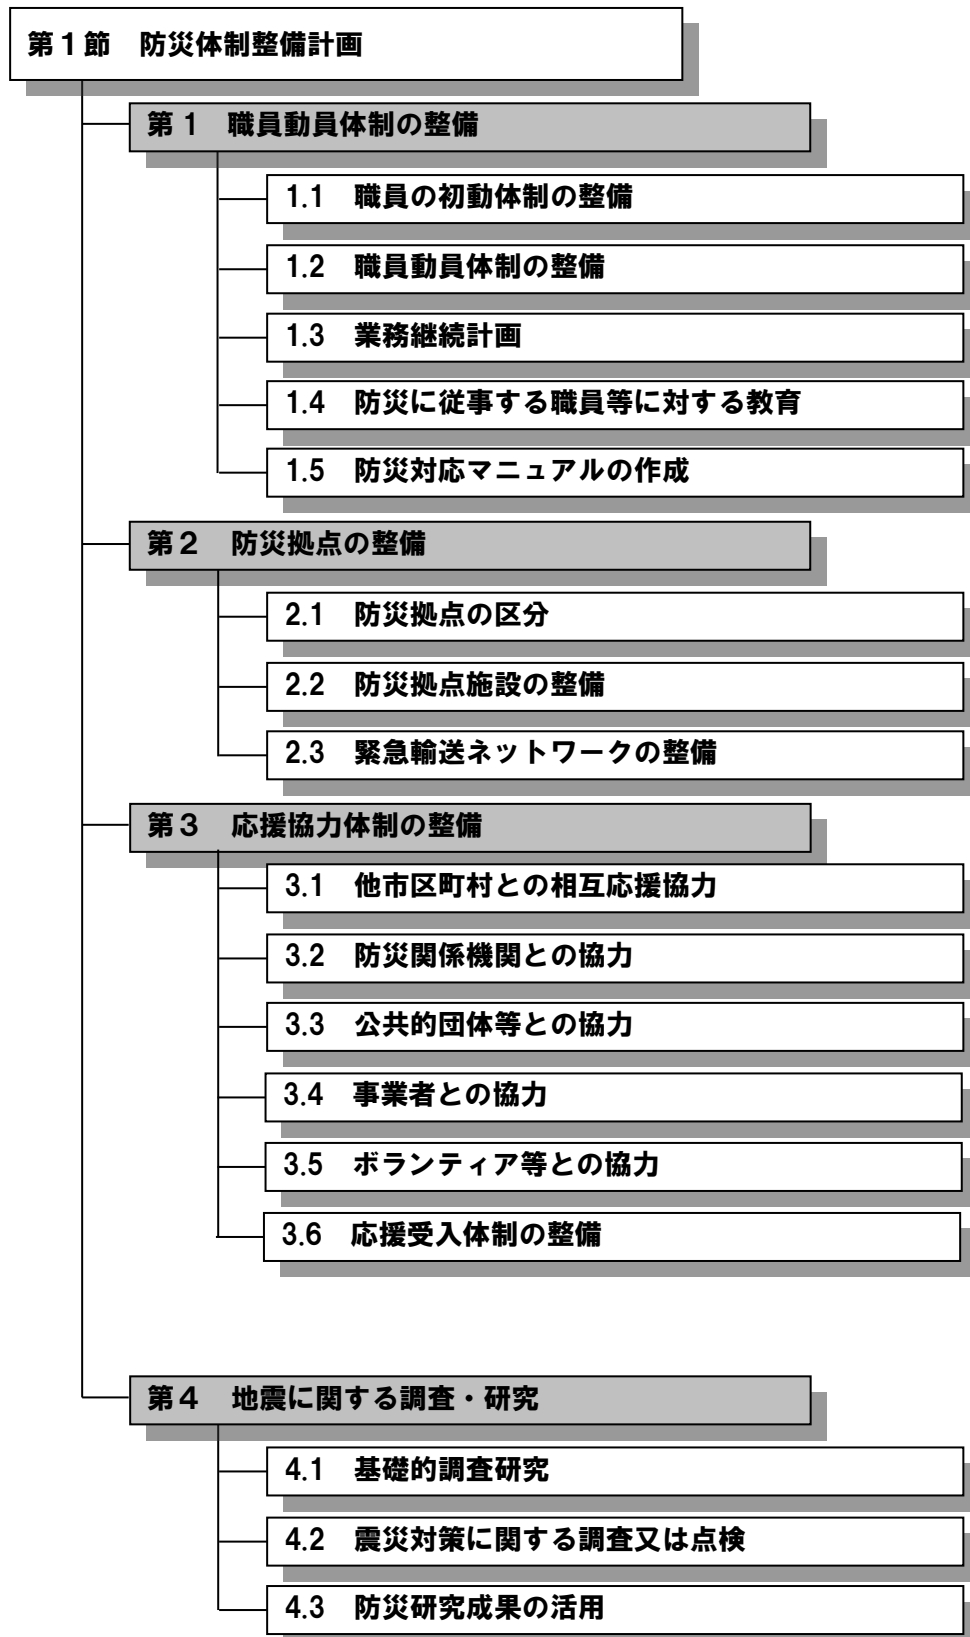 第1節　防災体制整備計画
第1　職員動員体制の整備
1.1　職員の初動体制の整備
1.2　職員動員体制の整備
1.3　業務継続計画
1.4　防災に従事する職員等に対する教育
1.5　防災対応マニュアルの作成
第2　防災拠点の整備
2.1　防災拠点の区分
2.2　防災拠点施設の整備
2.3　緊急輸送ネットワークの整備
第3　応援協力体制の整備
3.1　他市区町村との相互応援協力
3.2　防災関係機関との協力
3.3　公共的団体等との協力
3.4　事業者との協力
3.5　ボランティア等との協力
3.6　応援受入体制の整備
第4　地震に関する調査・研究
4.1　基礎的調査研究
4.2　震災対策に関する調査又は点検
4.3　防災研究成果の活用